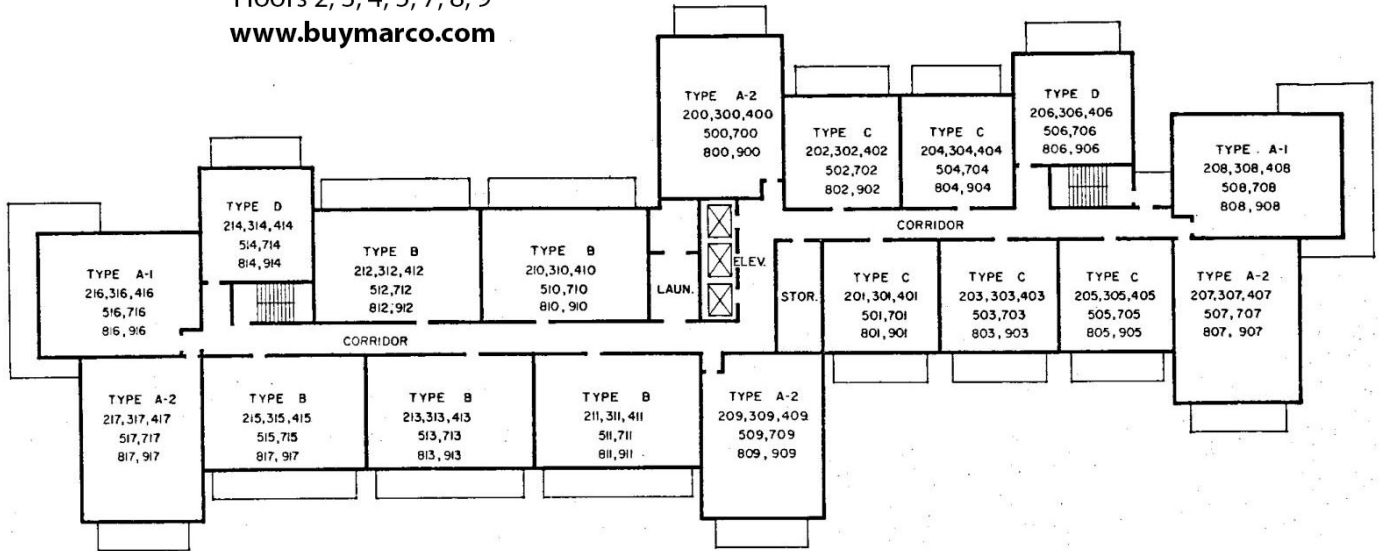 Floors 2, 3, 4, 5, 7, 8, 9
www.buymarco.com
TYPE A-2
200,300,400
500,700
800,900
TYPE C
202,302,402
502,702
802,902
TYPE C
204,304,404
504,704
804,904
TYPE D
206,306,406
506,706
806,906
TYPE A-1
208,308,408
508,708
808,908
TYPE D
214,314,414
514,714
814,914
TYPE A-1
216,316,416
516,716
816,916
TYPE B
212,312,412
512,712
812,912
TYPE B
210,310,410
510,710
810,910
LAUN.
ELEV.
STOR.
CORRIDOR
TYPE C
201,301,401
501,701
801,901
TYPE C
203,303,403
503,703
803,903
TYPE C
205,305,405
505,705
805,905
TYPE A-2
207,307,407
507,707
807,907
CORRIDOR
TYPE A-2
217,317,417
517,717
817,917
TYPE B
215,315,415
515,715
817,917
TYPE B
213,313,413
513,713
813,913
TYPE B
211,311,411
511,711
811,911
TYPE A-2
209,309,409
509,709
809,909